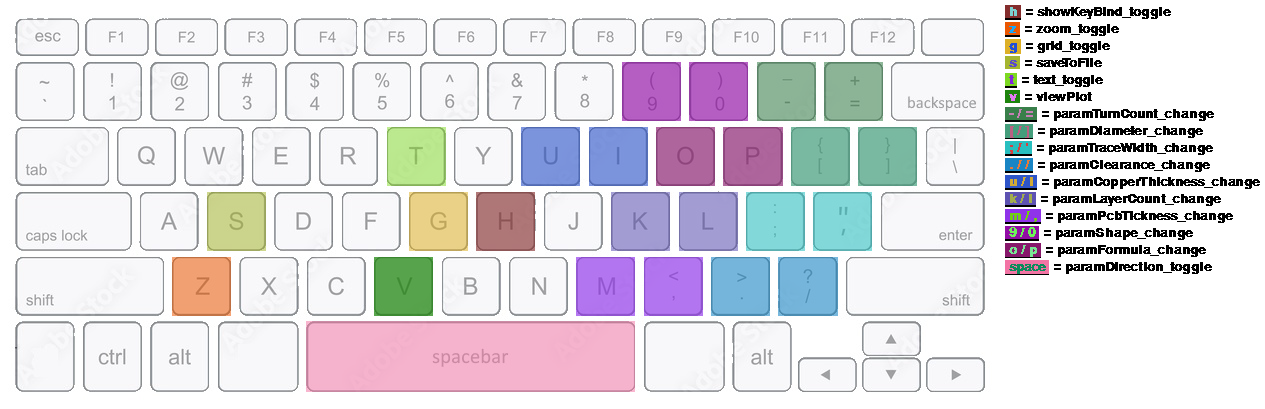 esc F1 F2 F3 F4 F5 F6 F7 F8 F9 F10 F11 F12
~ ! @ # $ % ^ & * ( ) _ +
` 1 2 3 4 5 6 7 8 9 0 - = backspace
tab Q W E R T Y U I O P { } |
[ ] \
caps lock A S D F G H J K L : "
; , enter
shift Z X C V B N M < > ?
, . / shift
ctrl alt spacebar alt
h = showKeyBind_toggle
z = zoom_toggle
g = grid_toggle
s = saveToFile
t = text_toggle
v = viewPlot
- / = = paramTurnCount_change
[ / ] = paramDiameter_change
; / ' = paramTraceWidth_change
. / / = paramClearance_change
u / i = paramCopperThickness_change
k / l = paramLayerCount_change
m / , = paramPcbTickness_change
9 / 0 = paramShape_change
o / p = paramFormula_change
space = paramDirection_toggle